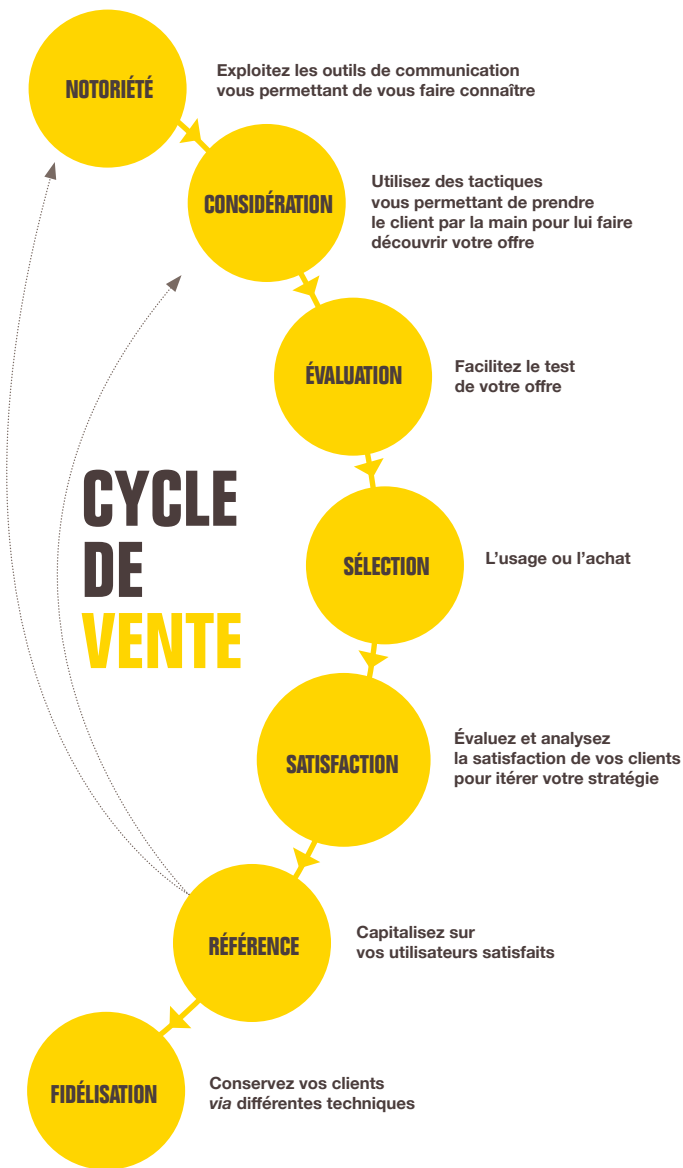 NOTORIÉTÉ
Exploitez les outils de communication
vous permettant de vous faire connaître
CONSIDÉRATION
Utilisez des tactiques
vous permettant de prendre
le client par la main pour lui faire
découvrir votre offre
ÉVALUATION
Facilitez le test
de votre offre
CYCLE
DE
VENTE
SÉLECTION
L’usage ou l’achat
SATISFACTION
Évaluez et analysez
la satisfaction de vos clients
pour itérer votre stratégie
RÉFÉRENCE
Capitalisez sur
vos utilisateurs satisfaits
FIDÉLISATION
Conservez vos clients
via différentes techniques